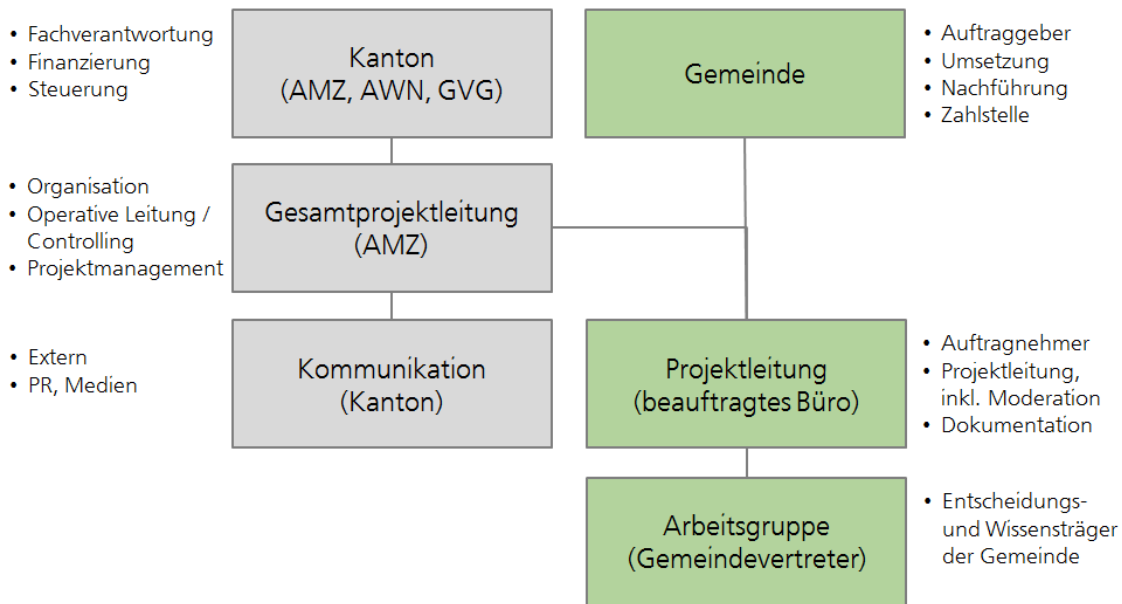 • Fachverantwortung
• Finanzierung
• Steuerung
Kanton
(AMZ, AWN, GVG)
Gemeinde
• Auftraggeber
• Umsetzung
• Nachführung
• Zahlstelle
• Organisation
• Operative Leitung /
Controlling
• Projektmanagement
Gesamtprojektleitung
(AMZ)
• Extern
• PR, Medien
Kommunikation
(Kanton)
Projektleitung
(beauftragtes Büro)
• Auftragnehmer
• Projektleitung,
inkl. Moderation
• Dokumentation
Arbeitsgruppe
(Gemeindevertreter)
• Entscheidungs-
und Wissensträger
der Gemeinde